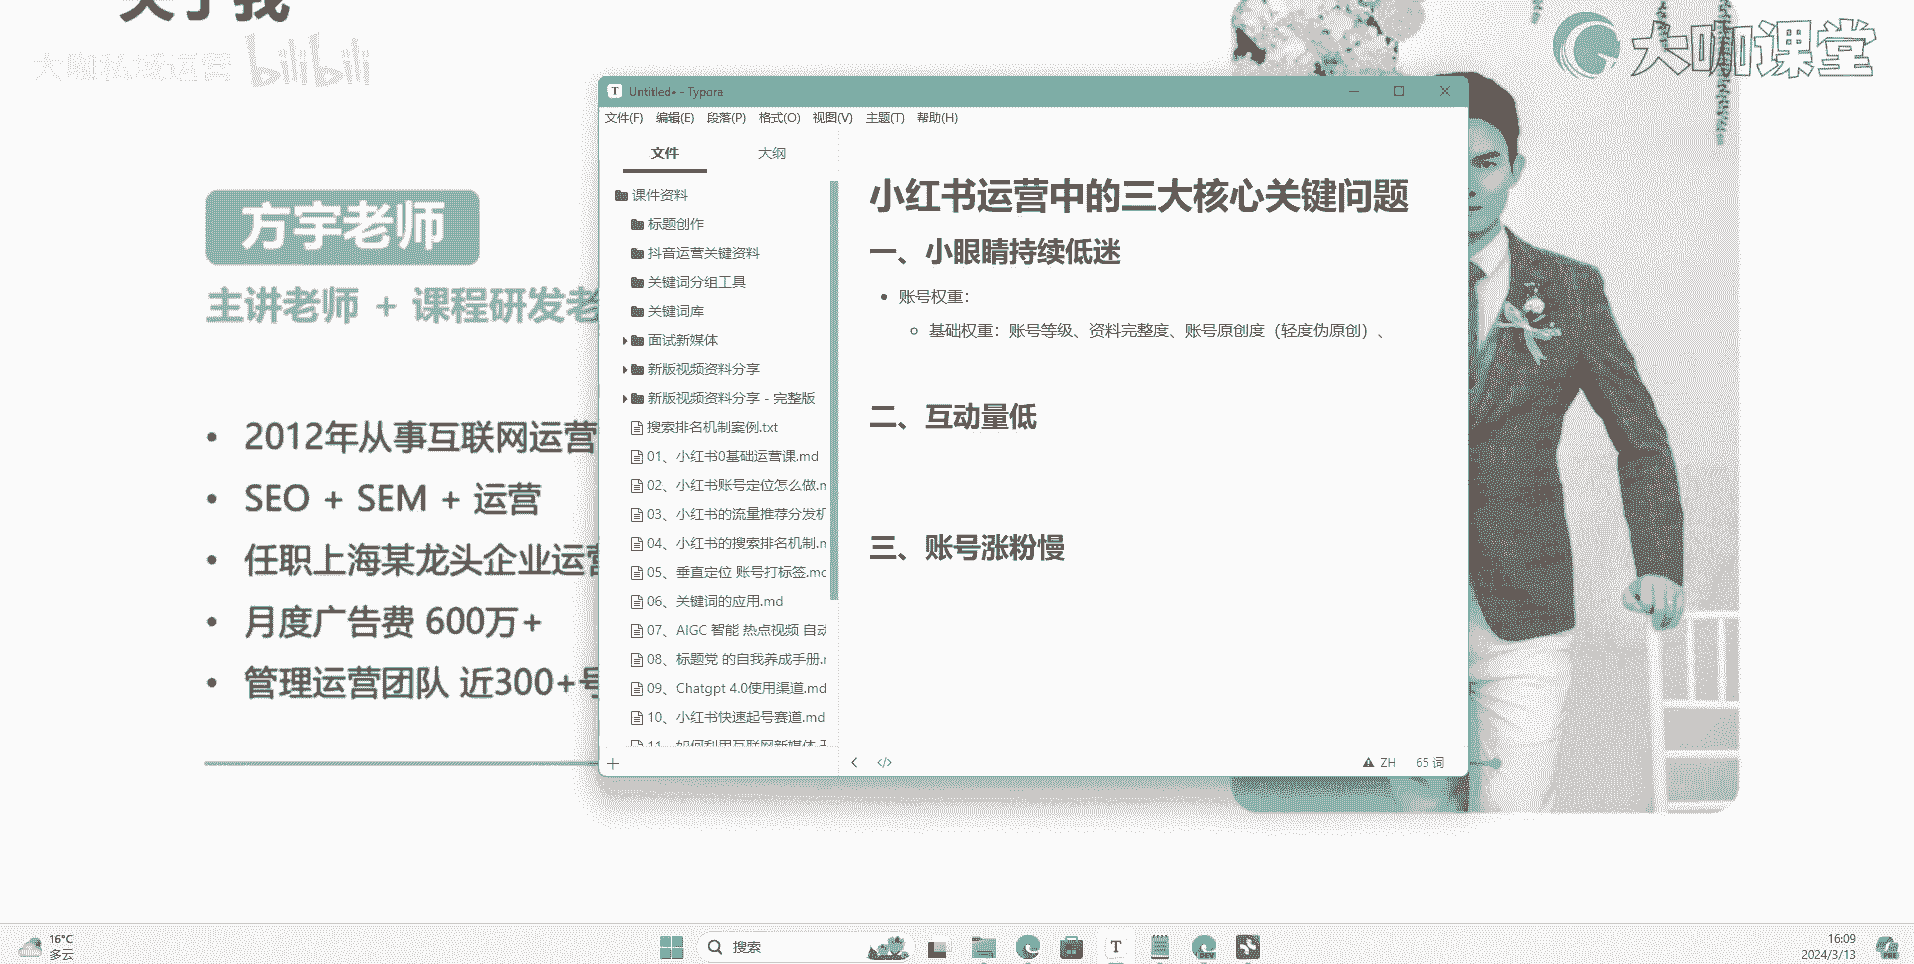 关于我
大咖私域运营 bilibili
大咖课堂
方宇老师
主讲老师 + 课程研发老
2012年从事互联网运营
SEO + SEM + 运营
任职上海某龙头企业运营
月度广告费 600万+
管理运营团队 近300+号
Untitled• - Typora
文件(F) 编辑(E) 段落(P) 格式(O) 视图(V) 主题(T) 帮助(H)
文件 大纲
课件资料
标题创作
抖音运营关键资料
关键词分组工具
关键词库
面试新媒体
新版视频资料分享
新版视频资料分享 - 完整版
搜索排名机制案例.txt
01、小红书0基础运营课.md
02、小红书账号定位怎么做.m
03、小红书的流量推荐分发机
04、小红书的搜索排名机制.m
05、垂直定位 账号打标签.md
06、关键词的应用.md
07、AIGC 智能 热点视频 自动
08、标题党 的自我养成手册.m
09、Chatgpt 4.0使用渠道.md
10、小红书快速起号赛道.md
11、如何利用互联网新媒体
小红书运营中的三大核心关键问题
一、小眼睛持续低迷
账号权重：
基础权重：账号等级、资料完整度、账号原创度（轻度伪原创）、
二、互动量低
三、账号涨粉慢
</> ZH 65 词
16°C
多云
搜索
T
DEV
16:09
2024/3/13
PRE